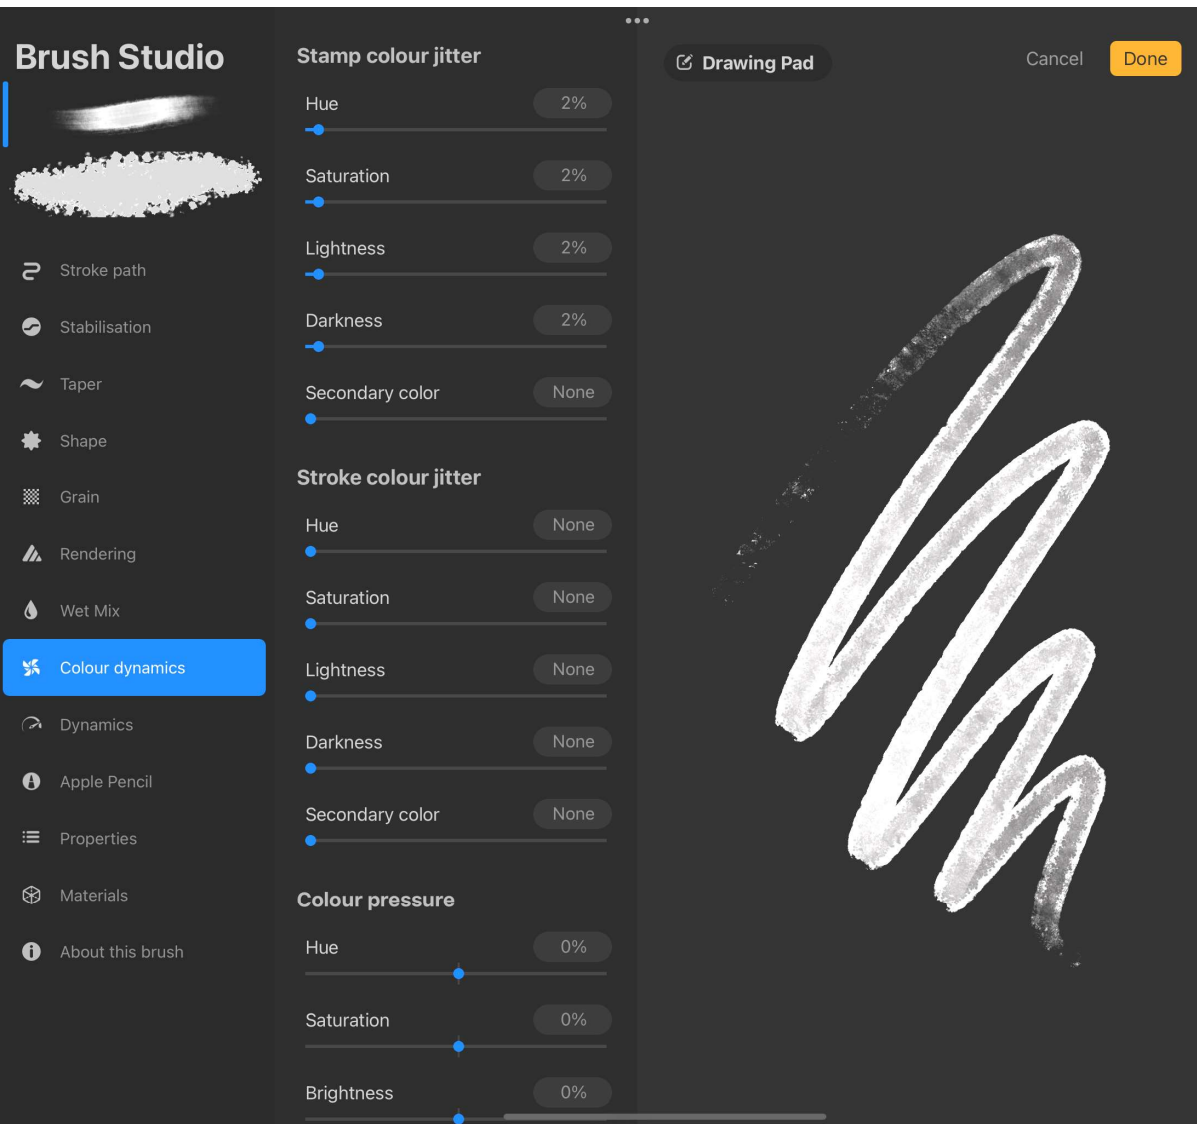 Brush Studio
Stroke path
Stabilisation
Taper
Shape
Grain
Rendering
Wet Mix
Colour dynamics
Dynamics
Apple Pencil
Properties
Materials
About this brush
Stamp colour jitter
Hue 2%
Saturation 2%
Lightness 2%
Darkness 2%
Secondary color None
Stroke colour jitter
Hue None
Saturation None
Lightness None
Darkness None
Secondary color None
Colour pressure
Hue 0%
Saturation 0%
Brightness 0%
Drawing Pad
Cancel
Done